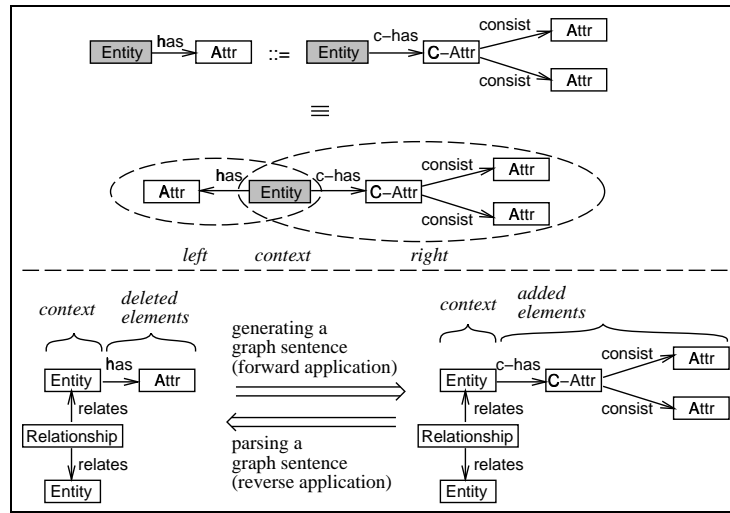 Entity has Attr ::= Entity c-has C-Attr consist Attr
consist Attr
≡
Attr has Entity c-has C-Attr consist Attr
consist Attr
left context right
context deleted elements
Entity has Attr
relates
Relationship
relates
Entity
generating a
graph sentence
(forward application)
parsing a
graph sentence
(reverse application)
context added elements
Entity c-has C-Attr consist Attr
consist Attr
relates
Relationship
relates
Entity